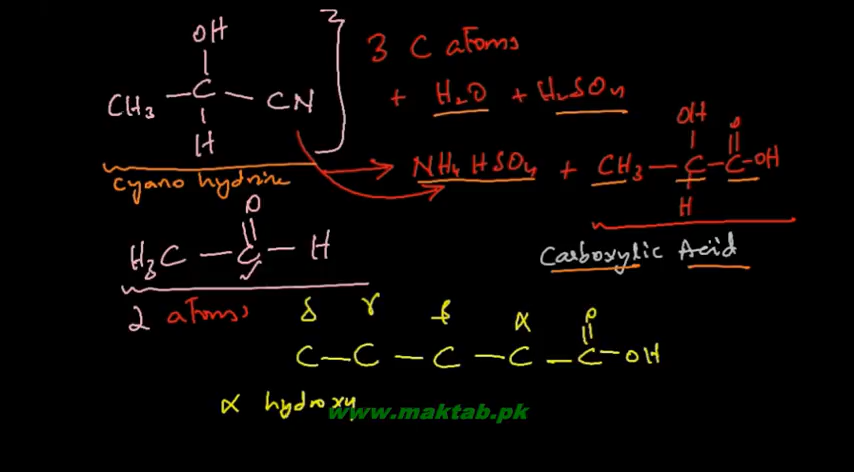 OH
CH3 — C — CN
H
cyano hydrine
3 C atoms
+ H2O + H2SO4
NH4 HSO4 + CH3 — C — C — OH
OH
O
H
Carboxylic Acid
O
H3C — C — H
2 atoms
δ γ β α
O
C — C — C — C — C — OH
α hydroxy
www.maktab.pk